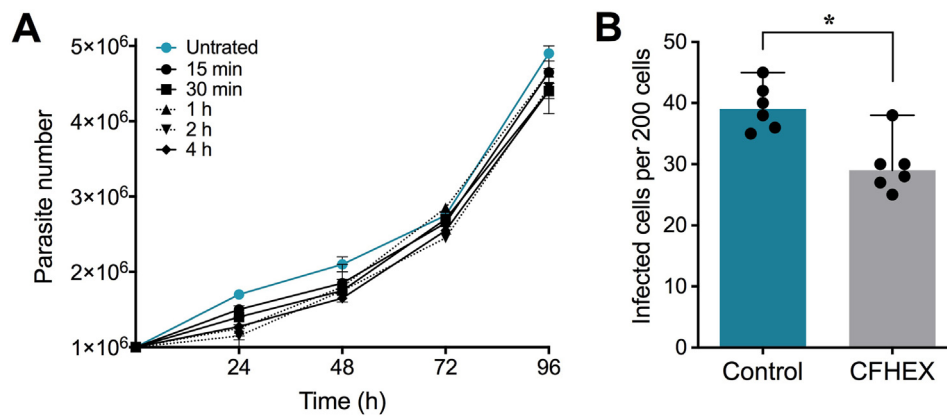 A
Untrated
15 min
30 min
1 h
2 h
4 h
5×10⁶
4×10⁶
3×10⁶
2×10⁶
1×10⁶
Parasite number
24 48 72 96
Time (h)
B
*
50
40
30
20
10
0
Infected cells per 200 cells
Control CFHEX